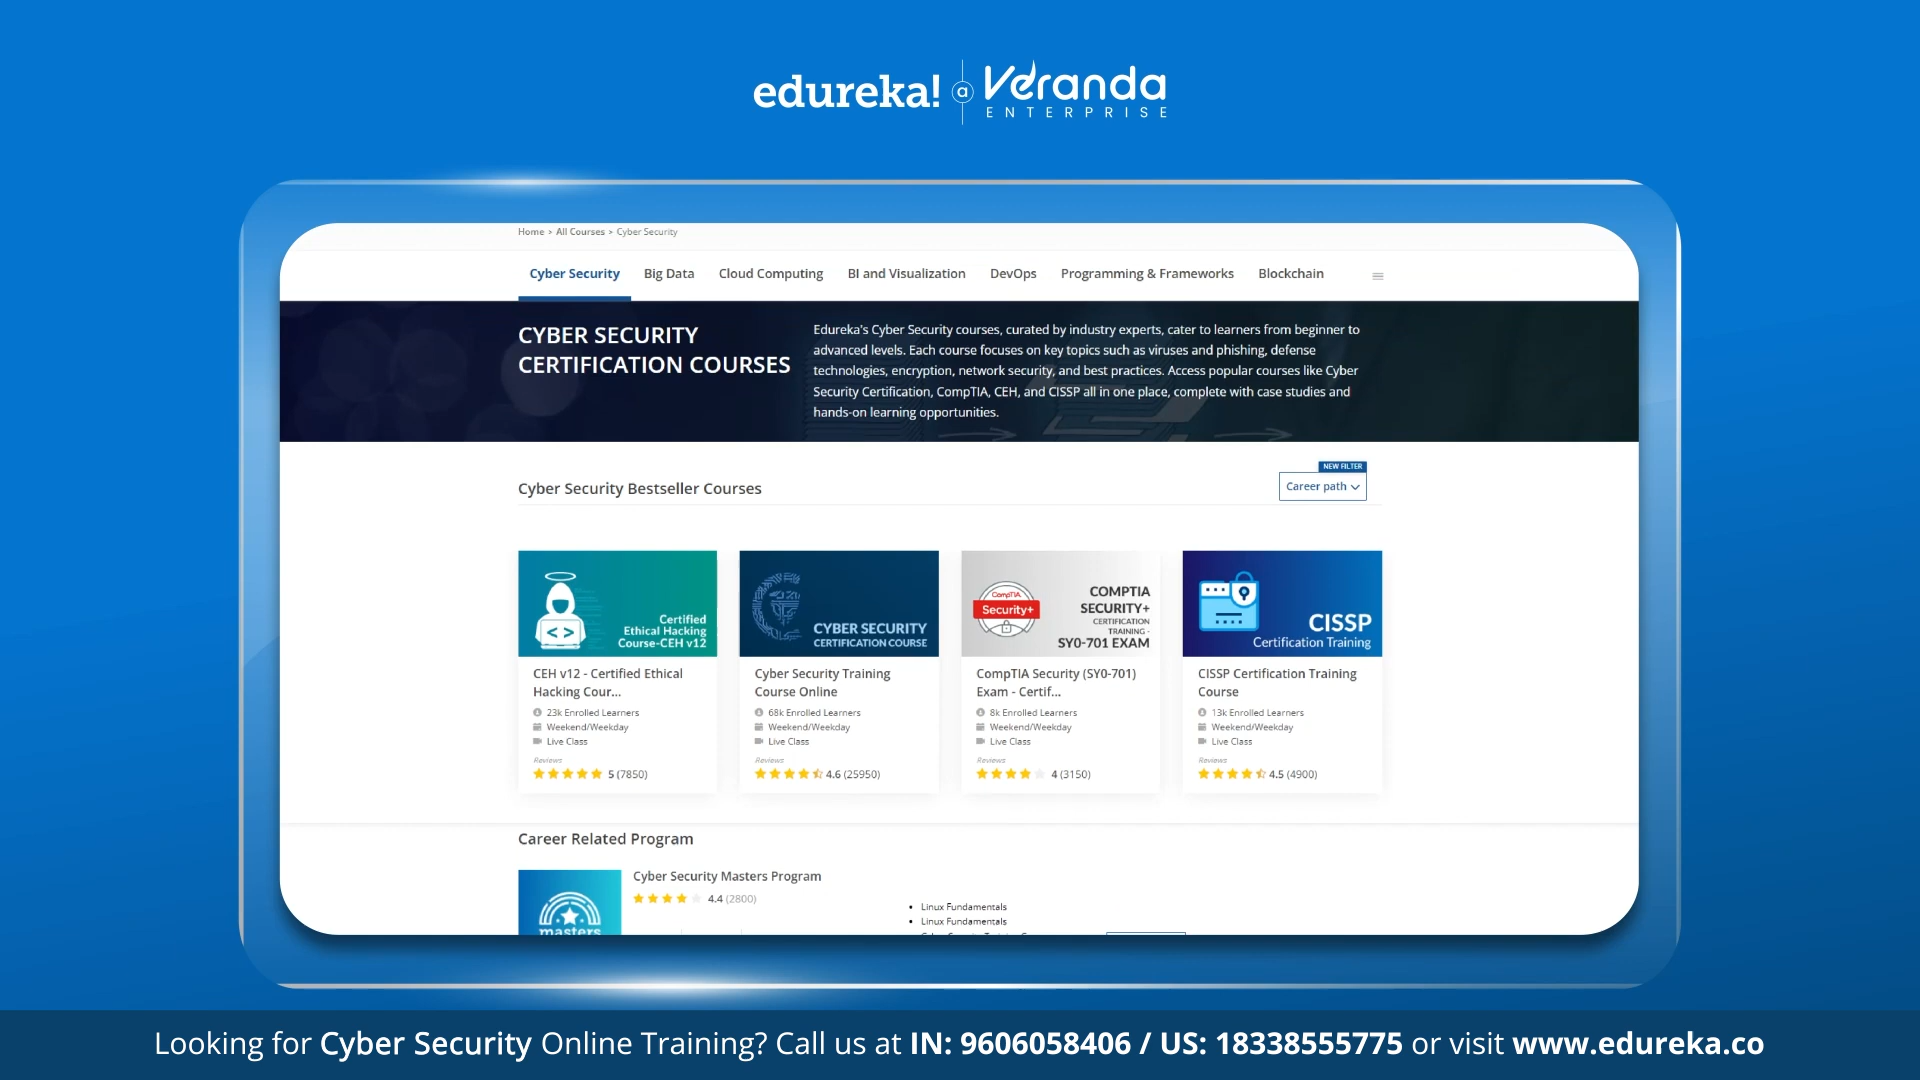 edureka! a Veranda
ENTERPRISE
Home > All Courses > Cyber Security
Cyber Security Big Data Cloud Computing BI and Visualization DevOps Programming & Frameworks Blockchain
CYBER SECURITY
CERTIFICATION COURSES
Edureka's Cyber Security courses, curated by industry experts, cater to learners from beginner to
advanced levels. Each course focuses on key topics such as viruses and phishing, defense
technologies, encryption, network security, and best practices. Access popular courses like Cyber
Security Certification, CompTIA, CEH, and CISSP all in one place, complete with case studies and
hands-on learning opportunities.
Cyber Security Bestseller Courses
NEW FILTER
Career path
Certified
Ethical Hacking
Course-CEH v12
CEH v12 - Certified Ethical
Hacking Cour...
23k Enrolled Learners
Weekend/Weekday
Live Class
Reviews
5 (7850)
CYBER SECURITY
CERTIFICATION COURSE
Cyber Security Training
Course Online
68k Enrolled Learners
Weekend/Weekday
Live Class
Reviews
4.6 (25950)
CompTIA
Security+
COMPTIA
SECURITY+
CERTIFICATION
TRAINING -
SY0-701 EXAM
CompTIA Security (SY0-701)
Exam - Certif...
8k Enrolled Learners
Weekend/Weekday
Live Class
Reviews
4 (3150)
CISSP
Certification Training
CISSP Certification Training
Course
13k Enrolled Learners
Weekend/Weekday
Live Class
Reviews
4.5 (4900)
Career Related Program
masters
Cyber Security Masters Program
4.4 (2800)
Linux Fundamentals
Linux Fundamentals
Looking for Cyber Security Online Training? Call us at IN: 9606058406 / US: 18338555775 or visit www.edureka.co